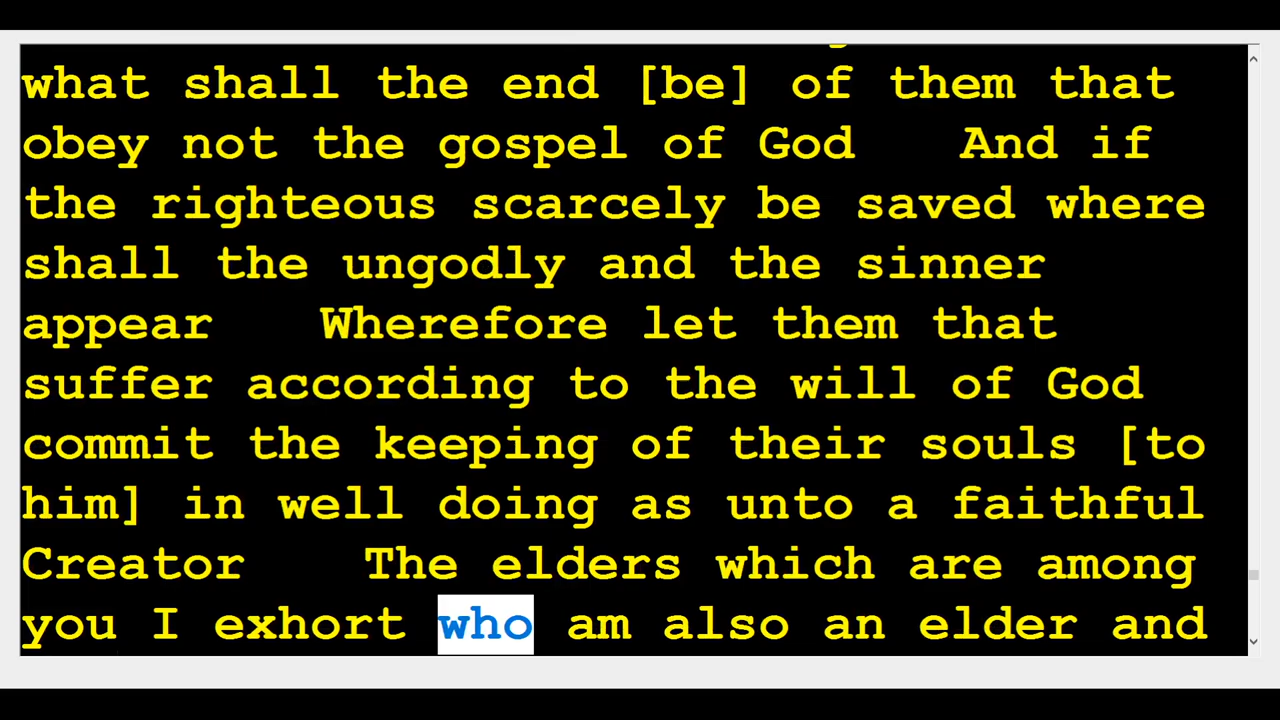 what shall the end [be] of them that
obey not the gospel of God And if
the righteous scarcely be saved where
shall the ungodly and the sinner
appear Wherefore let them that
suffer according to the will of God
commit the keeping of their souls [to
him] in well doing as unto a faithful
Creator The elders which are among
you I exhort who am also an elder and